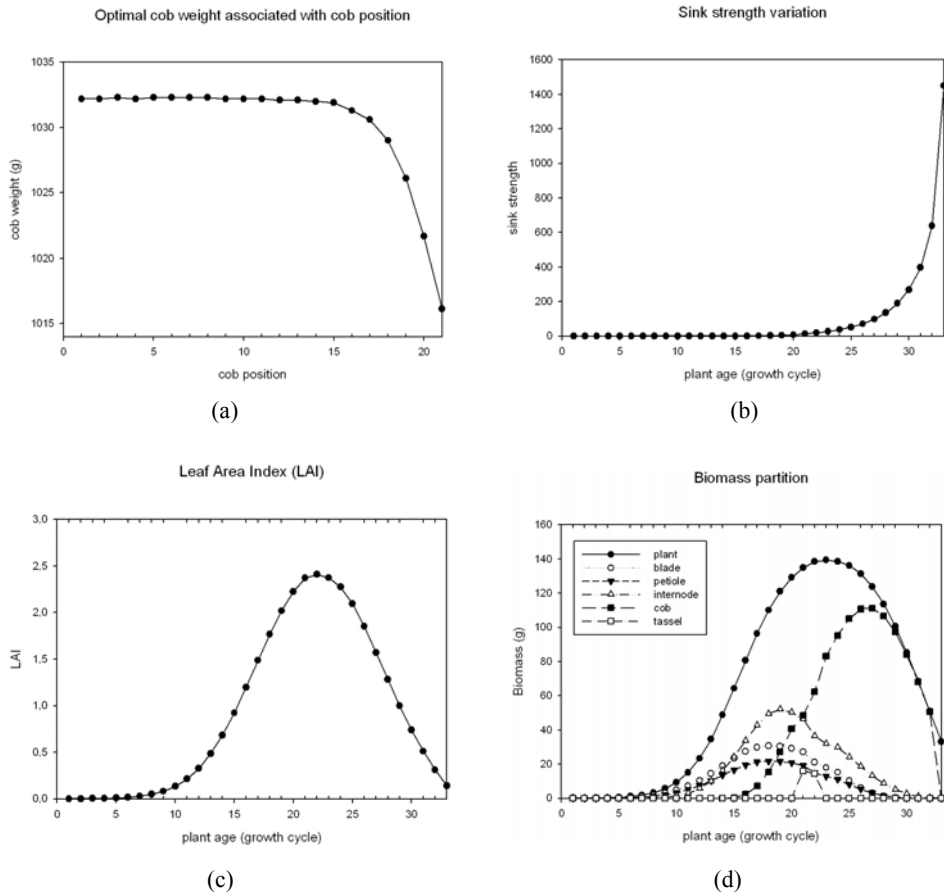 Optimal cob weight associated with cob position
1035
1030
1025
1020
1015
cob weight (g)
0 5 10 15 20
cob position
(a)
Sink strength variation
1600
1400
1200
1000
800
600
400
200
0
sink strength
0 5 10 15 20 25 30
plant age (growth cycle)
(b)
Leaf Area Index (LAI)
3,0
2,5
2,0
1,5
1,0
0,5
0,0
LAI
0 5 10 15 20 25 30
plant age (growth cycle)
(c)
Biomass partition
160
140
120
100
80
60
40
20
0
Biomass (g)
plant
blade
petiole
internode
cob
tassel
0 5 10 15 20 25 30
plant age (growth cycle)
(d)